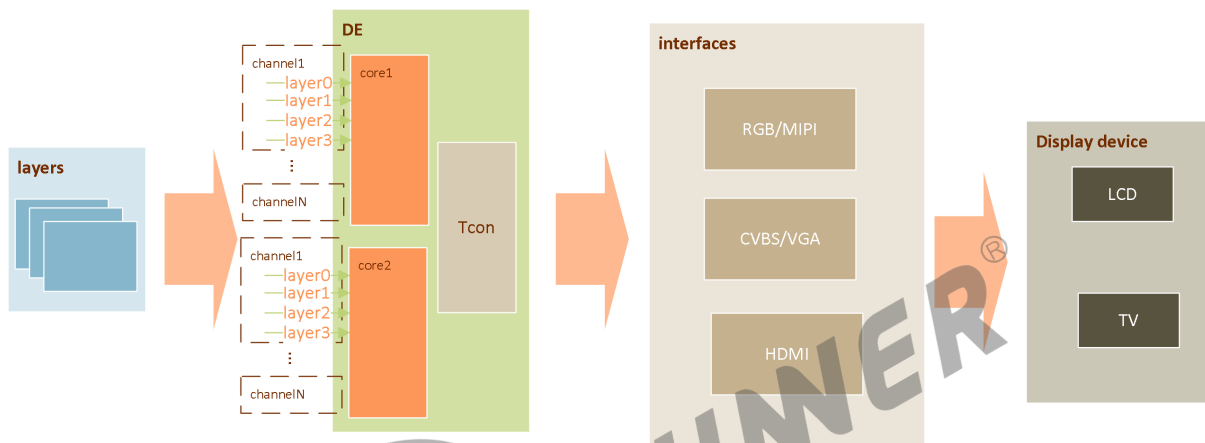 layers
channel1
layer0
layer1
layer2
layer3
⋮
channelN
channel1
layer0
layer1
layer2
layer3
⋮
channelN
DE
core1
core2
Tcon
interfaces
RGB/MIPI
CVBS/VGA
HDMI
Display device
LCD
TV
®